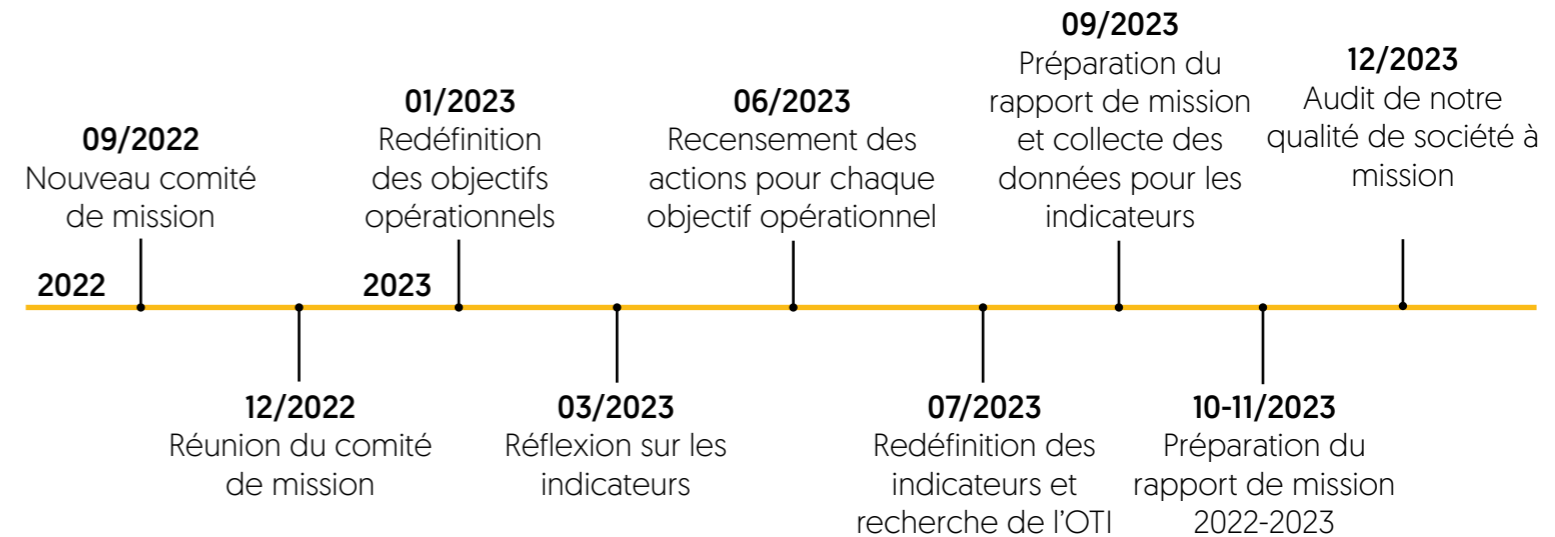 09/2022
Nouveau comité
de mission
01/2023
Redéfinition
des objectifs
opérationnels
06/2023
Recensement des
actions pour chaque
objectif opérationnel
09/2023
Préparation du
rapport de mission
et collecte des
données pour les
indicateurs
12/2023
Audit de notre
qualité de société à
mission
2022
2023
12/2022
Réunion du comité
de mission
03/2023
Réflexion sur les
indicateurs
07/2023
Redéfinition des
indicateurs et
recherche de l’OTI
10-11/2023
Préparation du
rapport de mission
2022-2023